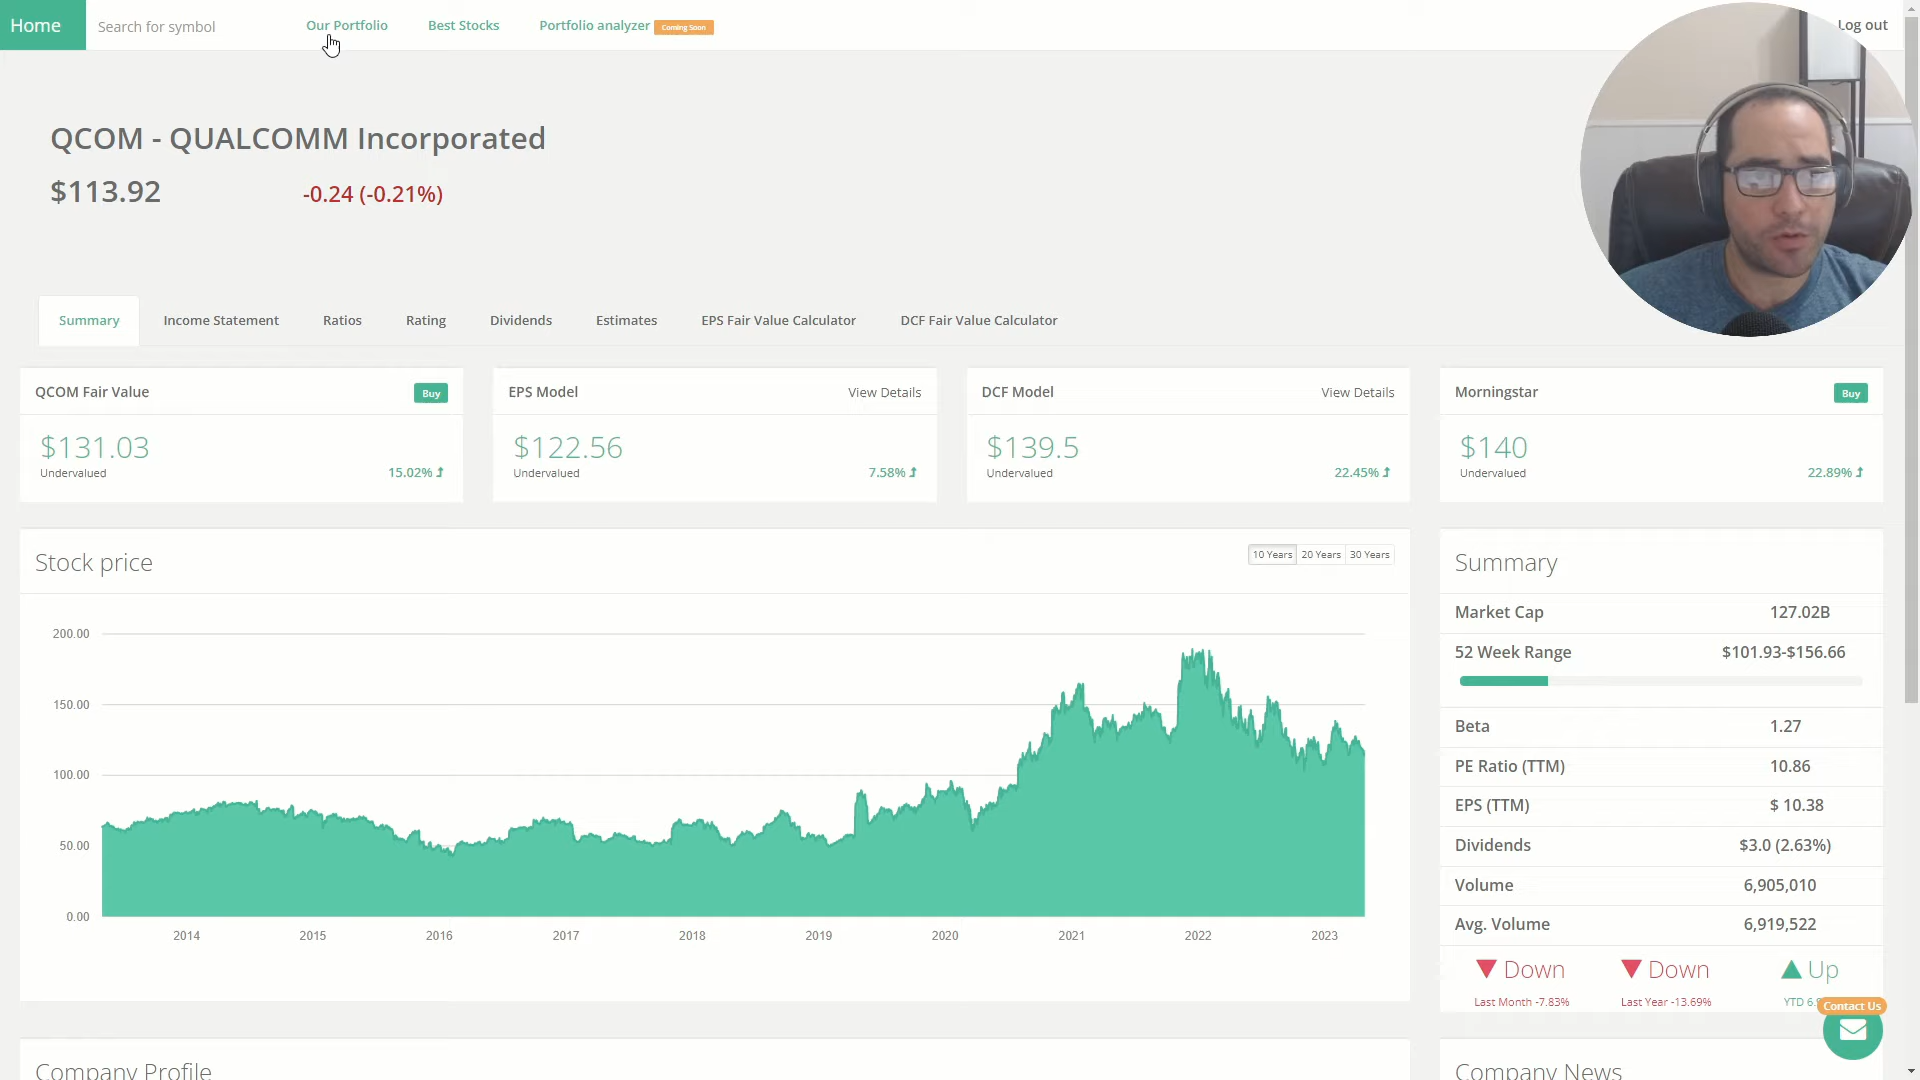 Home
Search for symbol
Our Portfolio
Best Stocks
Portfolio analyzer
Coming Soon
Log out
QCOM - QUALCOMM Incorporated
$113.92
-0.24 (-0.21%)
Summary
Income Statement
Ratios
Rating
Dividends
Estimates
EPS Fair Value Calculator
DCF Fair Value Calculator
QCOM Fair Value
Buy
$131.03
Undervalued
15.02%
EPS Model
View Details
$122.56
Undervalued
7.58%
DCF Model
View Details
$139.5
Undervalued
22.45%
Morningstar
Buy
$140
Undervalued
22.89%
Stock price
10 Years
20 Years
30 Years
200.00
150.00
100.00
50.00
0.00
2014
2015
2016
2017
2018
2019
2020
2021
2022
2023
Summary
Market Cap 127.02B
52 Week Range $101.93-$156.66
Beta 1.27
PE Ratio (TTM) 10.86
EPS (TTM) $ 10.38
Dividends $3.0 (2.63%)
Volume 6,905,010
Avg. Volume 6,919,522
Down
Last Month -7.83%
Down
Last Year -13.69%
Up
YTD
Contact Us
Company Profile
Company News